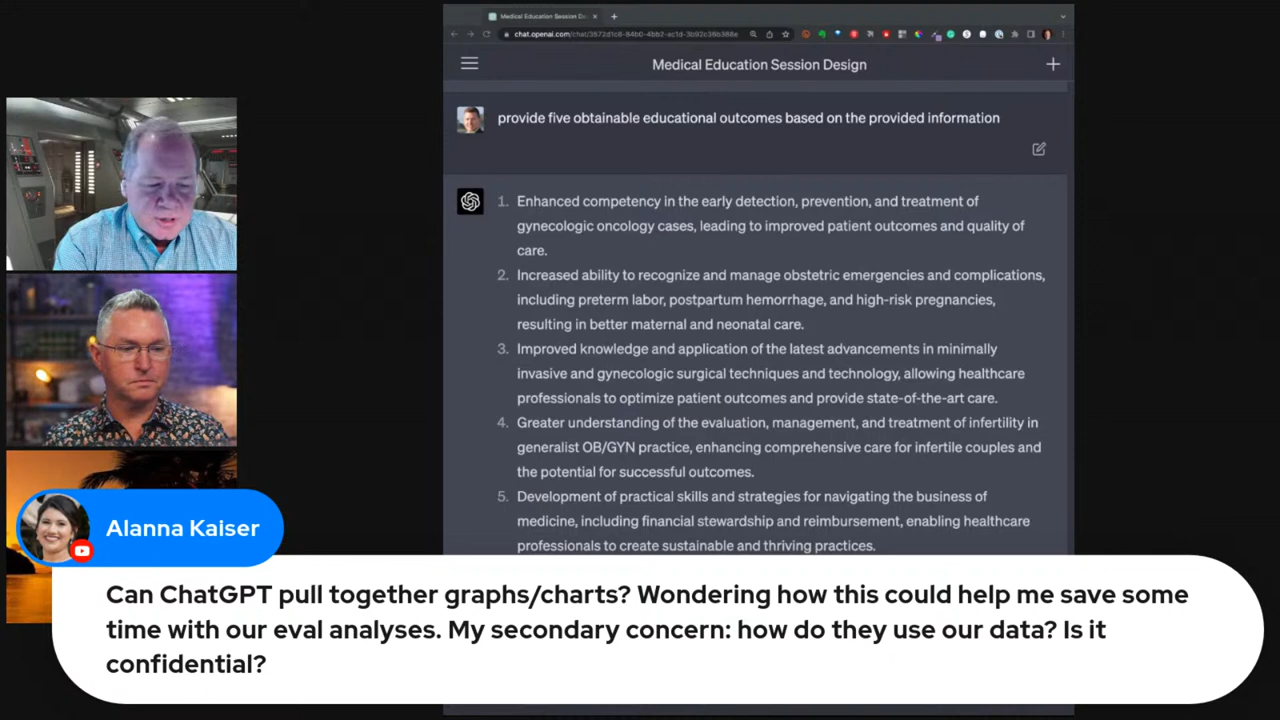 Medical Education Session De
chat.openai.com/chat/
Medical Education Session Design
provide five obtainable educational outcomes based on the provided information
1. Enhanced competency in the early detection, prevention, and treatment of
gynecologic oncology cases, leading to improved patient outcomes and quality of
care.
2. Increased ability to recognize and manage obstetric emergencies and complications,
including preterm labor, postpartum hemorrhage, and high-risk pregnancies,
resulting in better maternal and neonatal care.
3. Improved knowledge and application of the latest advancements in minimally
invasive and gynecologic surgical techniques and technology, allowing healthcare
professionals to optimize patient outcomes and provide state-of-the-art care.
4. Greater understanding of the evaluation, management, and treatment of infertility in
generalist OB/GYN practice, enhancing comprehensive care for infertile couples and
the potential for successful outcomes.
5. Development of practical skills and strategies for navigating the business of
medicine, including financial stewardship and reimbursement, enabling healthcare
professionals to create sustainable and thriving practices.
Alanna Kaiser
Can ChatGPT pull together graphs/charts? Wondering how this could help me save some
time with our eval analyses. My secondary concern: how do they use our data? Is it
confidential?